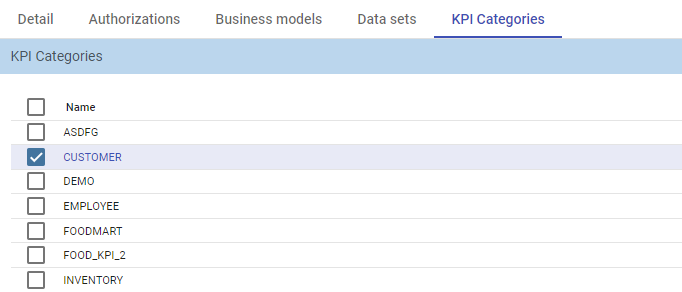 Detail Authorizations Business models Data sets KPI Categories
KPI Categories
Name
ASDFG
CUSTOMER
DEMO
EMPLOYEE
FOODMART
FOOD_KPI_2
INVENTORY